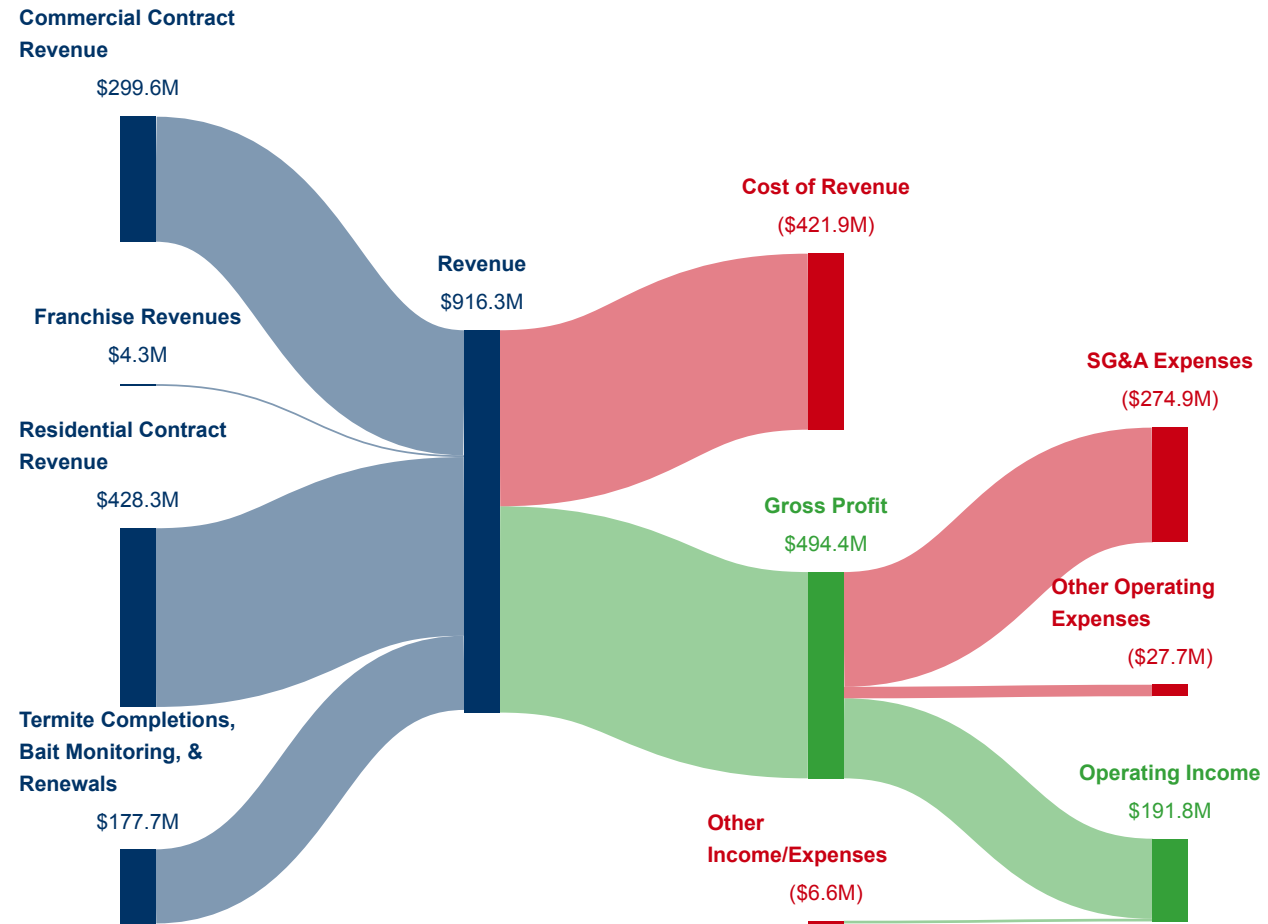 Commercial Contract
Revenue
$299.6M
Franchise Revenues
$4.3M
Residential Contract
Revenue
$428.3M
Termite Completions,
Bait Monitoring, &
Renewals
$177.7M
Revenue
$916.3M
Cost of Revenue
($421.9M)
Gross Profit
$494.4M
Other
Income/Expenses
($6.6M)
SG&A Expenses
($274.9M)
Other Operating
Expenses
($27.7M)
Operating Income
$191.8M